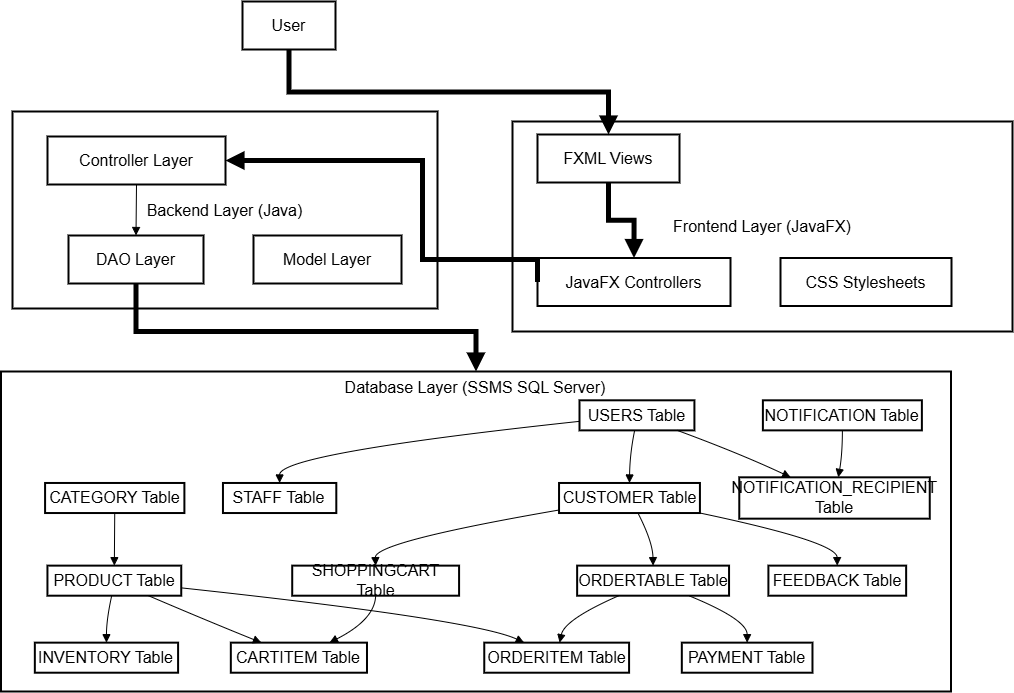 User
Controller Layer
FXML Views
Backend Layer (Java)
Frontend Layer (JavaFX)
DAO Layer
Model Layer
JavaFX Controllers
CSS Stylesheets
Database Layer (SSMS SQL Server)
USERS Table
NOTIFICATION Table
CATEGORY Table
STAFF Table
CUSTOMER Table
NOTIFICATION_RECIPIENT
Table
PRODUCT Table
SHOPPINGCART
Table
ORDERTABLE Table
FEEDBACK Table
INVENTORY Table
CARTITEM Table
ORDERITEM Table
PAYMENT Table